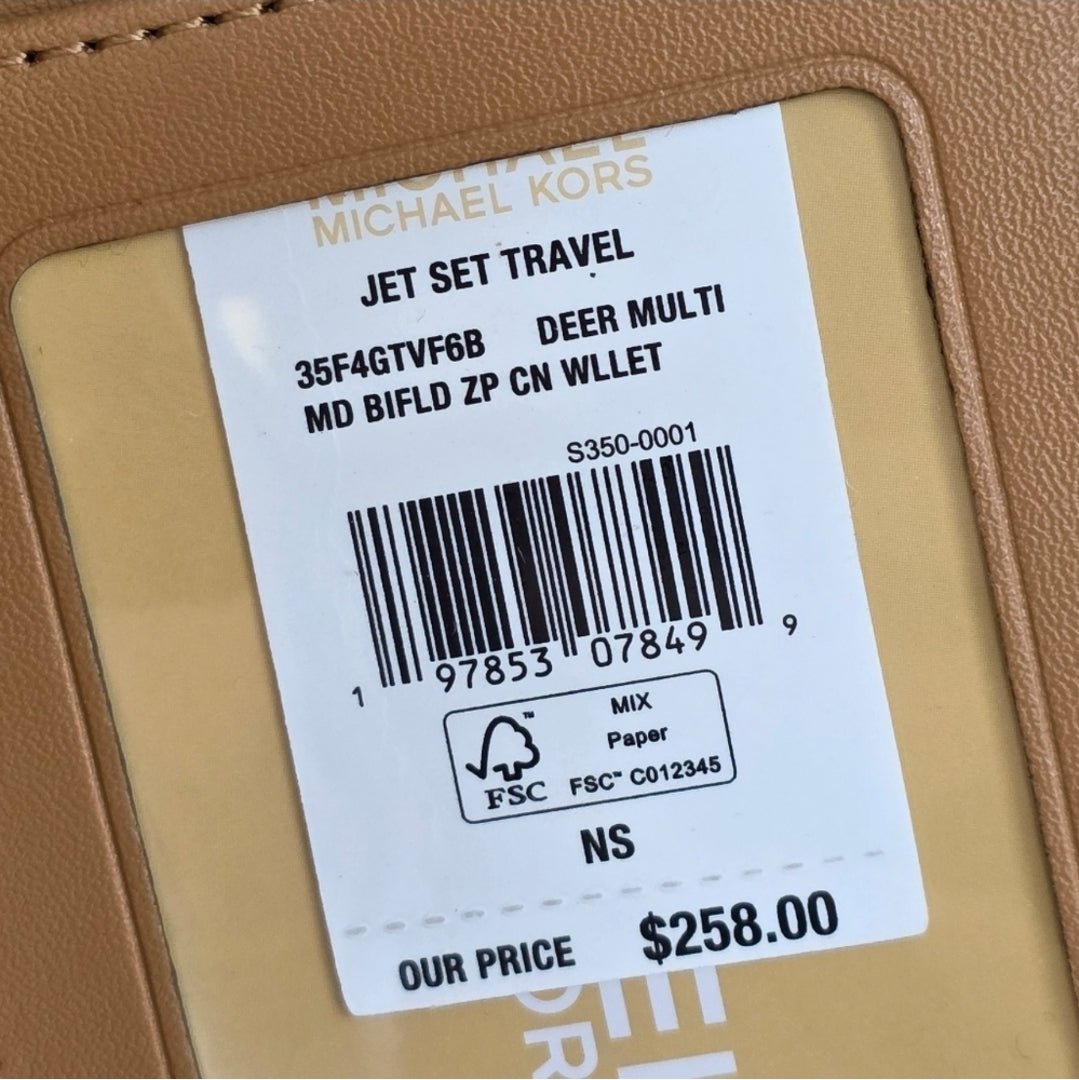 MICHAEL
MICHAEL KORS
JET SET TRAVEL
35F4GTVF6B DEER MULTI
MD BIFLD ZP CN WLLET
S350-0001
1 97853 07849 9
MIX
Paper
FSC™ C012345
FSC
NS
OUR PRICE $258.00